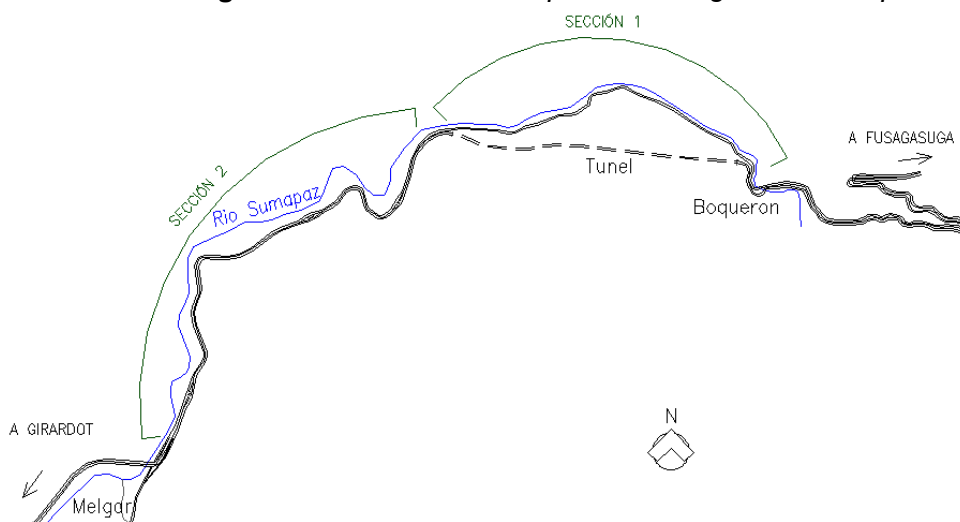 SECCIÓN 1
A FUSAGASUGA
Tunel
SECCIÓN 2
Rio Sumapaz
Boqueron
N
A GIRARDOT
Melgar